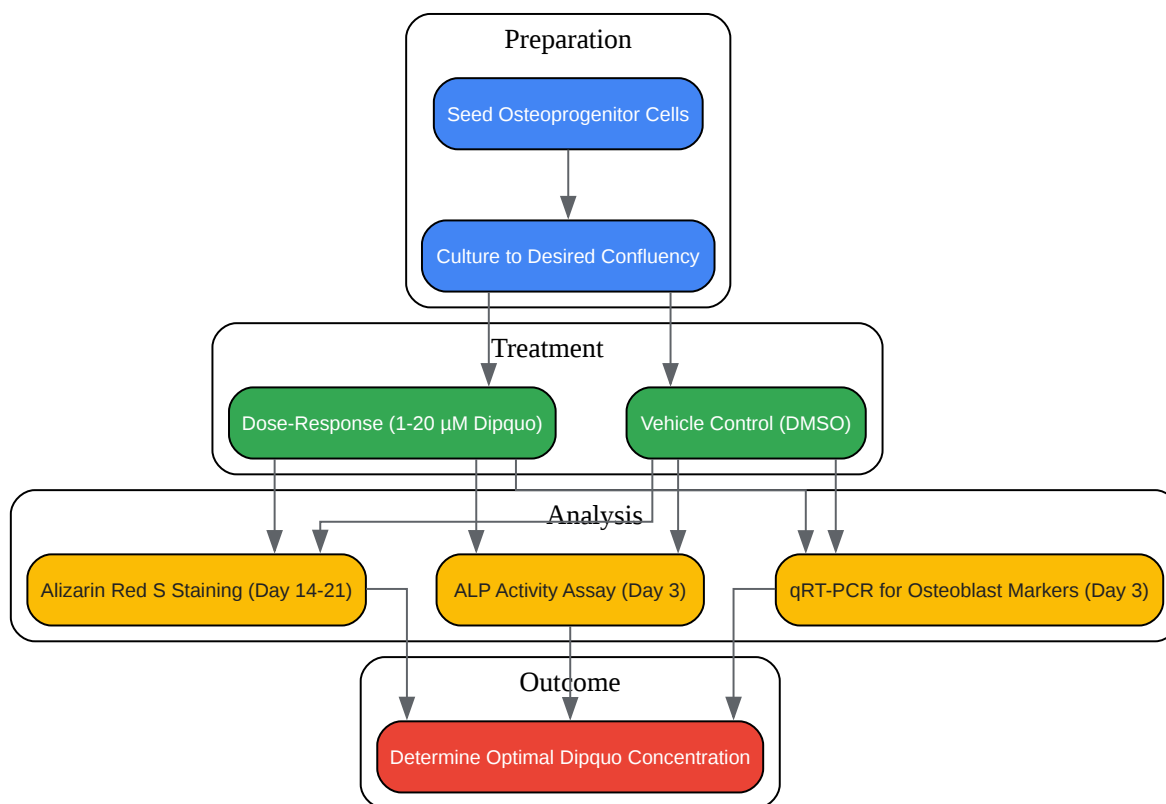 Preparation
Seed Osteoprogenitor Cells
Culture to Desired Confluency
Treatment
Dose-Response (1-20 µM Dipquo)
Vehicle Control (DMSO)
Analysis
Alizarin Red S Staining (Day 14-21)
ALP Activity Assay (Day 3)
qRT-PCR for Osteoblast Markers (Day 3)
Outcome
Determine Optimal Dipquo Concentration